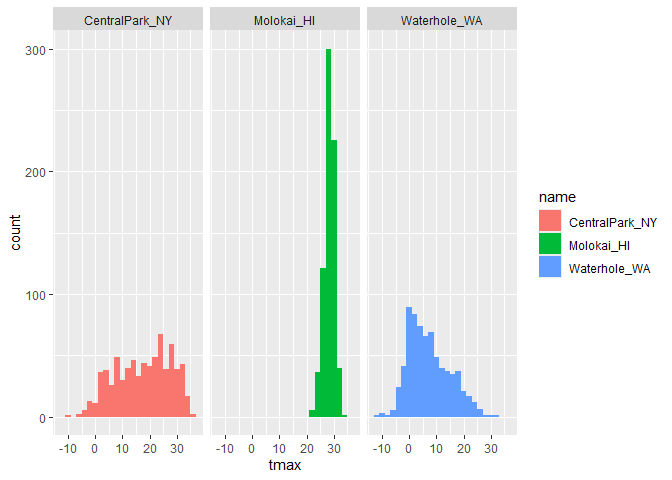 CentralPark_NY Molokai_HI Waterhole_WA
300
200
100
0
count
-10 0 10 20 30 -10 0 10 20 30 -10 0 10 20 30
tmax
name
CentralPark_NY
Molokai_HI
Waterhole_WA